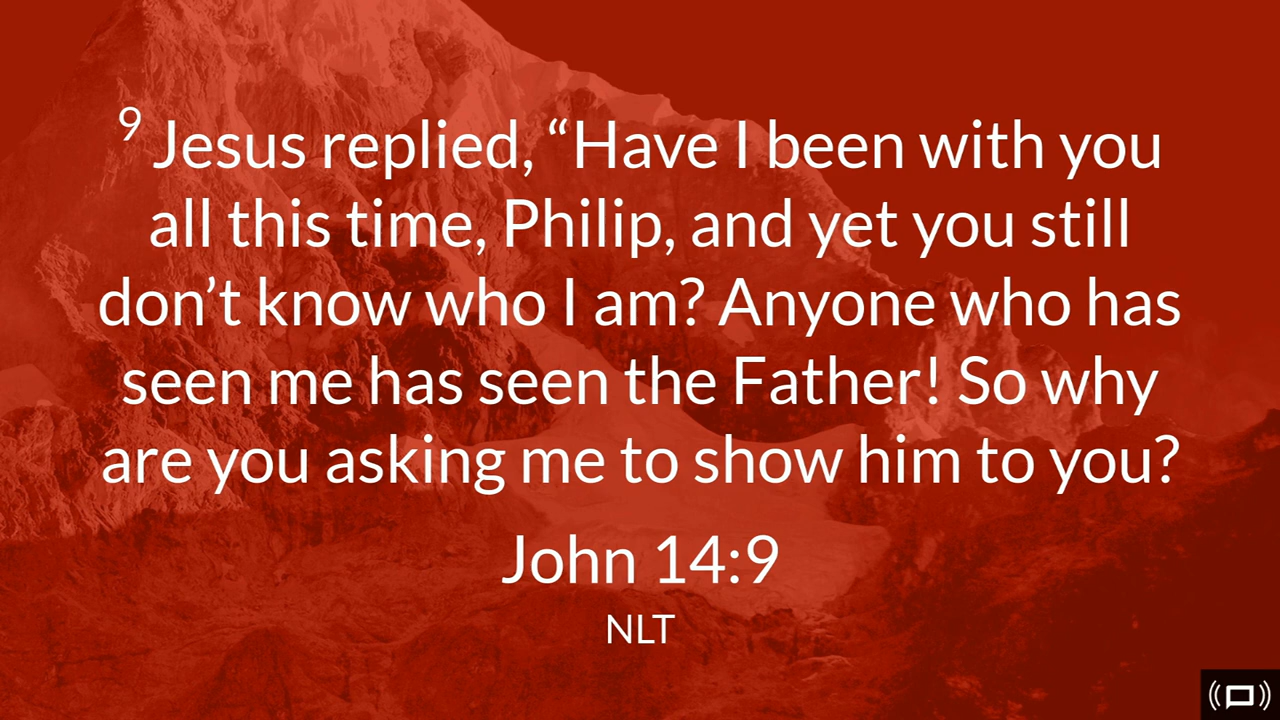 9 Jesus replied, “Have I been with you
all this time, Philip, and yet you still
don’t know who I am? Anyone who has
seen me has seen the Father! So why
are you asking me to show him to you?
John 14:9
NLT